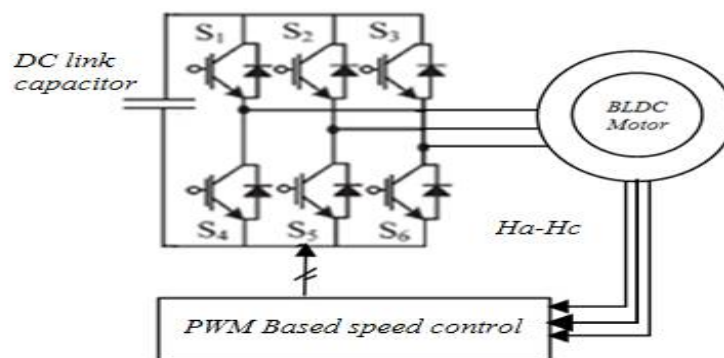 S1 S2 S3
DC link
capacitor
BLDC
Motor
S4 S5 S6
Ha-Hc
PWM Based speed control